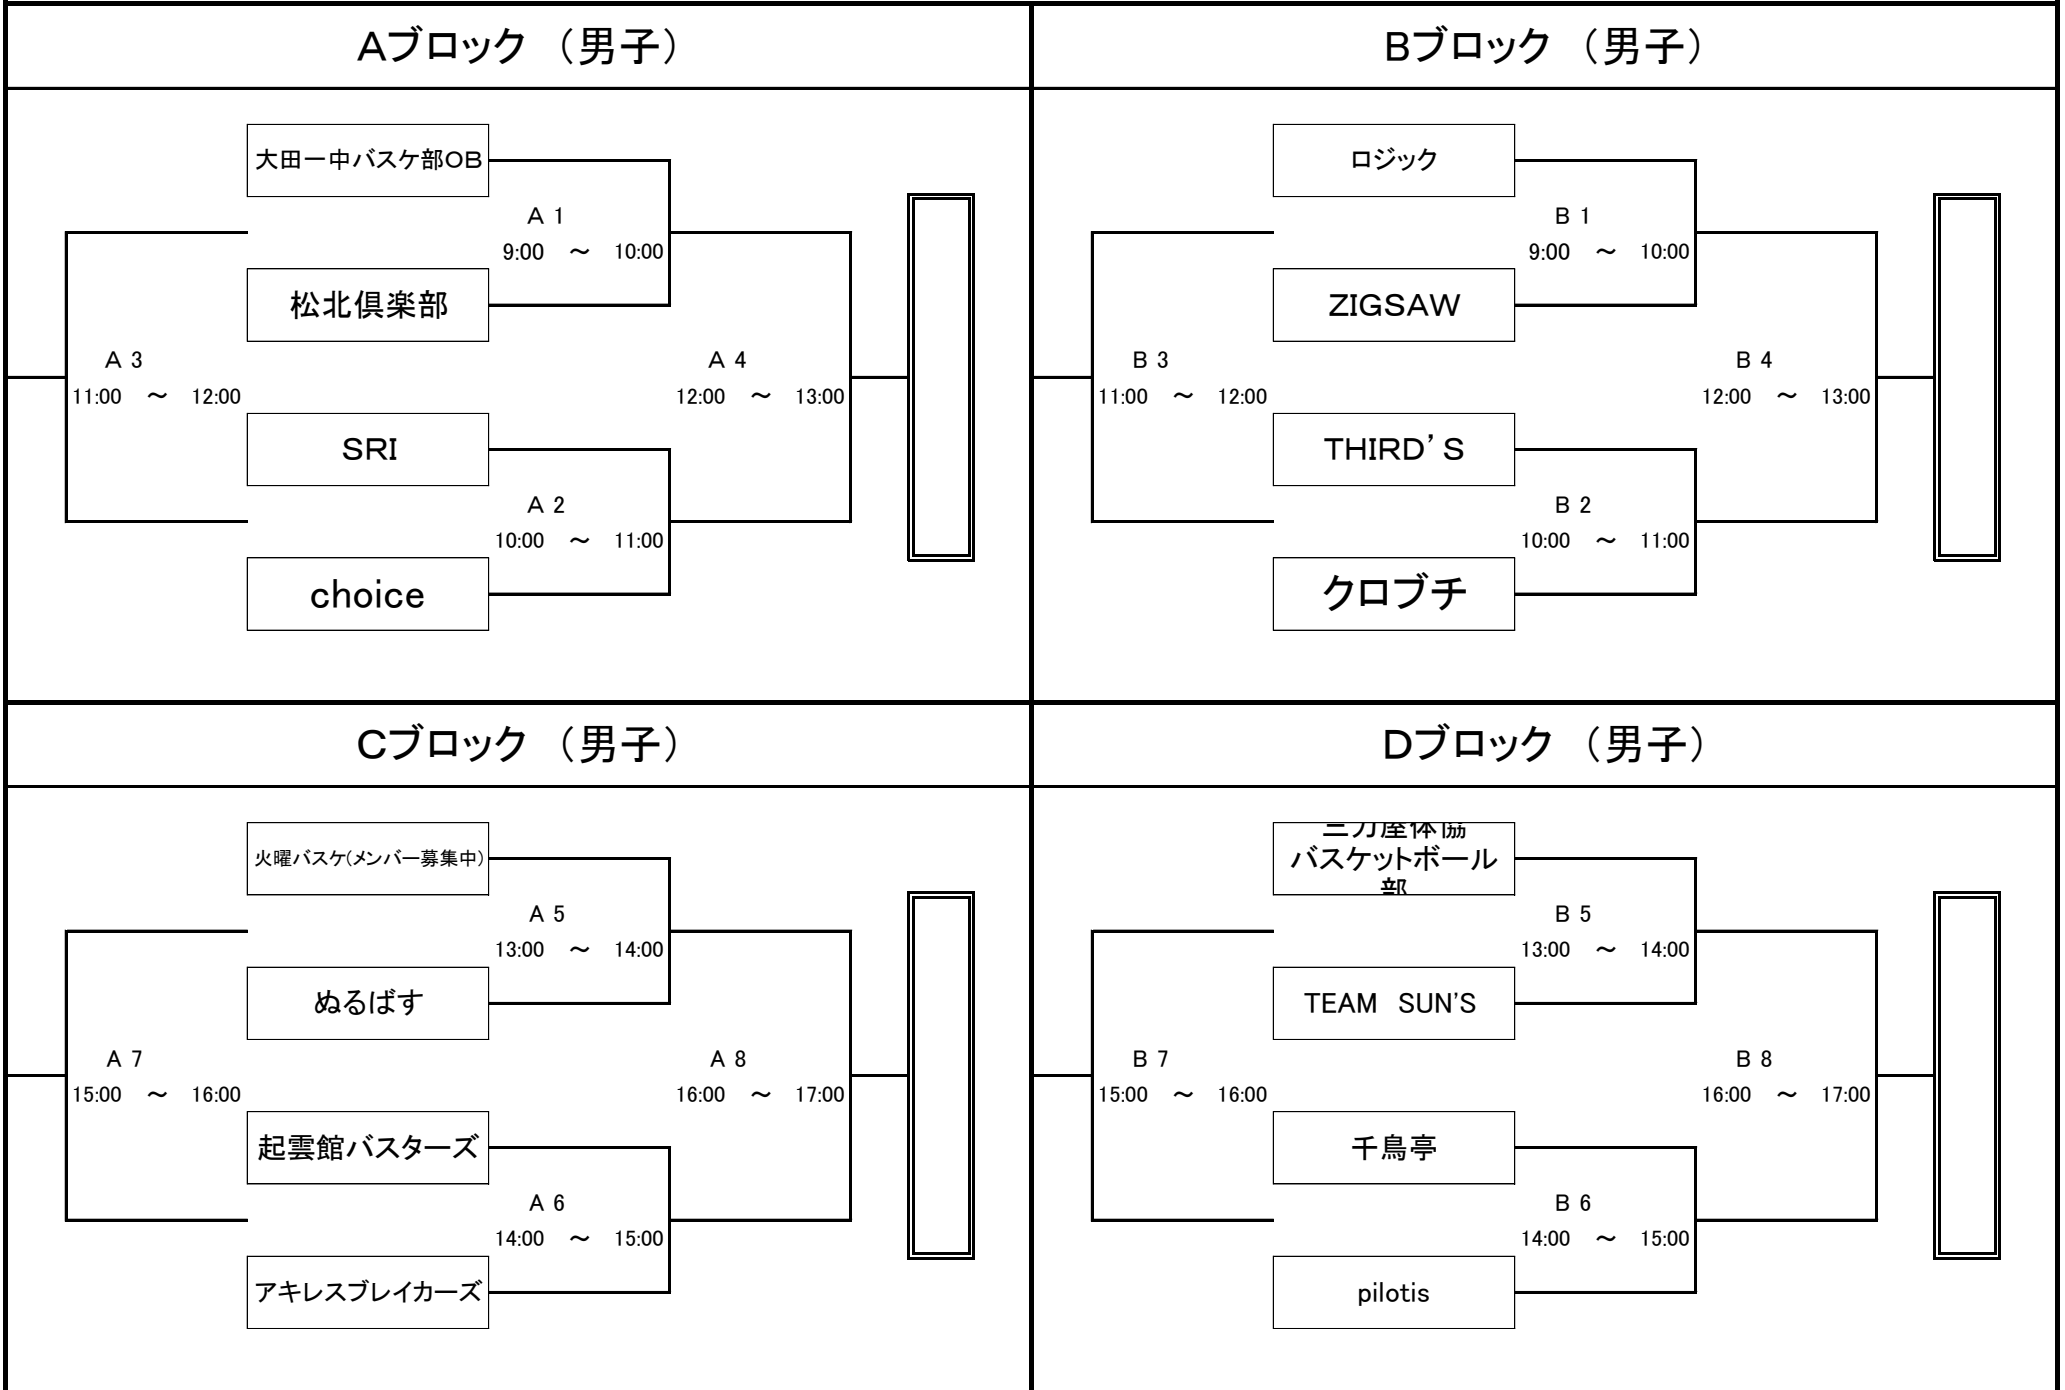 Aブロック （男子）
Bブロック （男子）
大田一中バスケ部OB
A 1
9:00 ～ 10:00
松北倶楽部
A 3
11:00 ～ 12:00
A 4
12:00 ～ 13:00
SRI
A 2
10:00 ～ 11:00
choice
ロジック
B 1
9:00 ～ 10:00
ZIGSAW
B 3
11:00 ～ 12:00
B 4
12:00 ～ 13:00
THIRD’S
B 2
10:00 ～ 11:00
クロブチ
Cブロック （男子）
Dブロック （男子）
火曜バスケ(メンバー募集中)
A 5
13:00 ～ 14:00
ぬるばす
A 7
15:00 ～ 16:00
A 8
16:00 ～ 17:00
起雲館バスターズ
A 6
14:00 ～ 15:00
アキレスブレイカーズ
バスケットボール
部
B 5
13:00 ～ 14:00
TEAM SUN'S
B 7
15:00 ～ 16:00
B 8
16:00 ～ 17:00
千鳥亭
B 6
14:00 ～ 15:00
pilotis